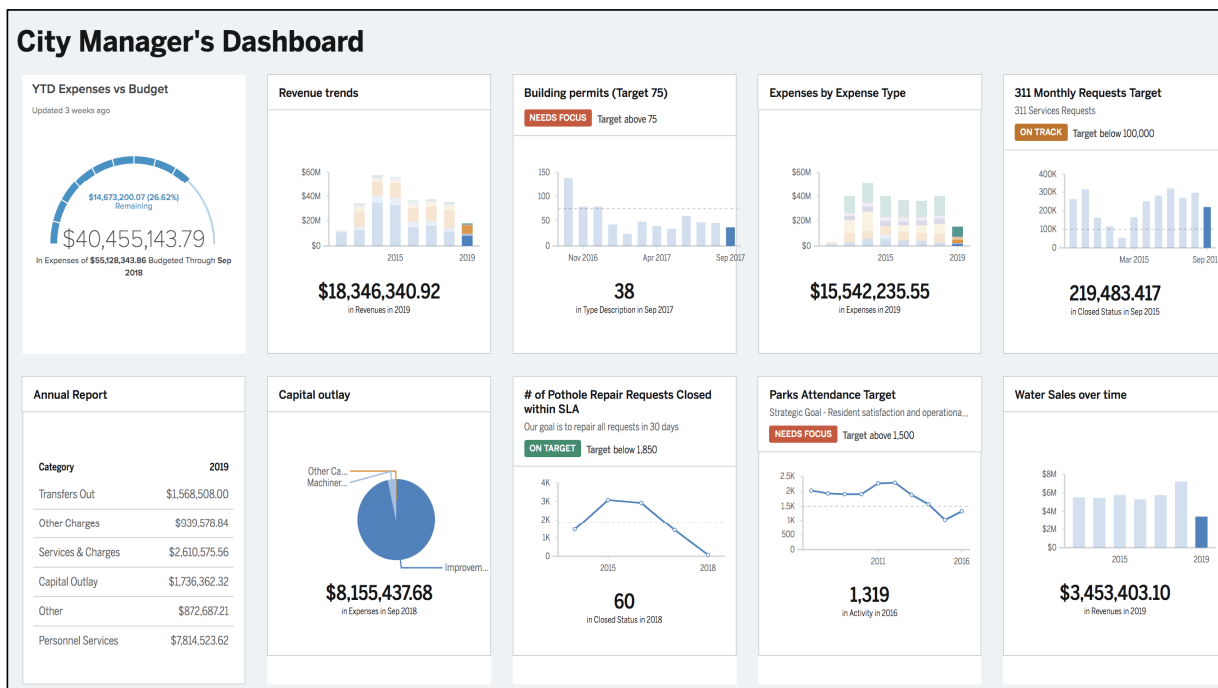 City Manager's Dashboard
YTD Expenses vs Budget
Updated 3 weeks ago
$14,673,200.07 (26.62%)
Remaining
$40,455,143.79
In Expenses of $55,128,343.86 Budgeted Through Sep
2018
Revenue trends
$60M
$40M
$20M
$0
2015
2019
$18,346,340.92
in Revenues in 2019
Building permits (Target 75)
NEEDS FOCUS Target above 75
150
100
50
0
Nov 2016
Apr 2017
Sep 2017
38
in Type Description in Sep 2017
Expenses by Expense Type
$60M
$40M
$20M
$0
2015
2019
$15,542,235.55
in Expenses in 2019
311 Monthly Requests Target
311 Services Requests
ON TRACK Target below 100,000
400K
300K
200K
100K
0
Mar 2015
Sep 201
219,483.417
in Closed Status in Sep 2015
Annual Report
Category 2019
Transfers Out $1,568,508.00
Other Charges $939,578.84
Services & Charges $2,610,575.56
Capital Outlay $1,736,362.32
Other $872,687.21
Personnel Services $7,814,523.62
Capital outlay
Other Ca...
Machiner...
Improvem...
$8,155,437.68
in Expenses in Sep 2018
# of Pothole Repair Requests Closed
within SLA
Our goal is to repair all requests in 30 days
ON TARGET Target below 1,850
4K
3K
2K
1K
0
2015
2018
60
in Closed Status in 2018
Parks Attendance Target
Strategic Goal - Resident satisfaction and operationa...
NEEDS FOCUS Target above 1,500
2.5K
2K
1.5K
1K
500
0
2011
2016
1,319
in Activity in 2016
Water Sales over time
$8M
$6M
$4M
$2M
$0
2015
2019
$3,453,403.10
in Revenues in 2019